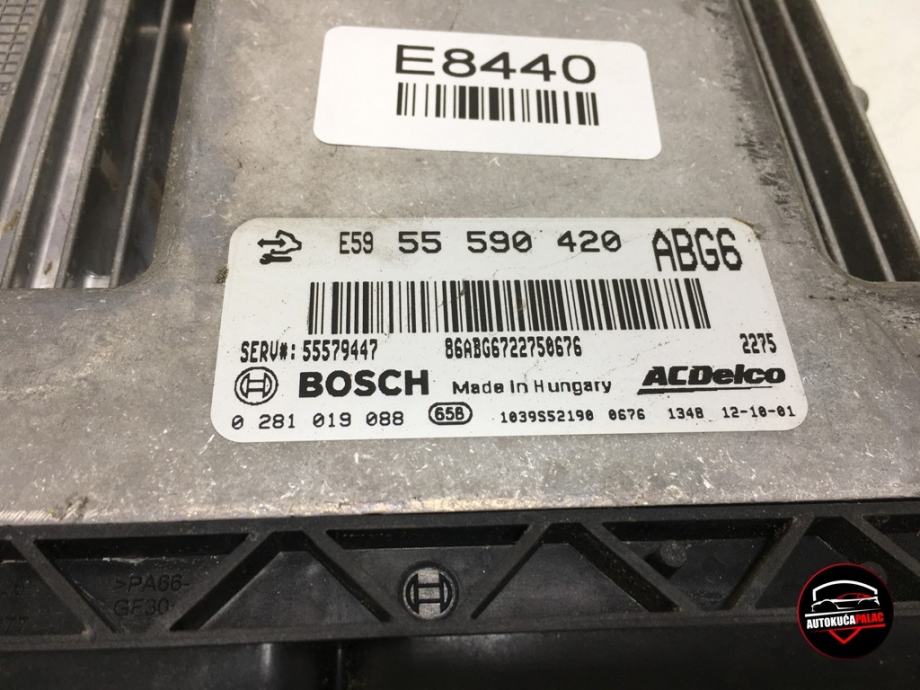 E8440
E59 55 590 420 ABG6
SERV#: 55579447 86ABG6722750676 2275
BOSCH Made in Hungary ACDelco
0 281 019 088 65B 1039S52190 0676 1348 12-10-01
>PA66-
GF30
AUTOKUĆA PALAC